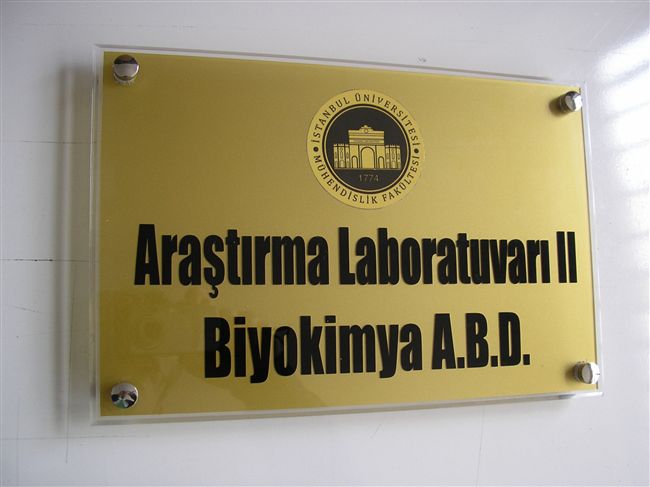 İSTANBUL ÜNİVERSİTESİ
1774
MÜHENDİSLİK FAKÜLTESİ
Araştırma Laboratuvarı II
Biyokimya A.B.D.